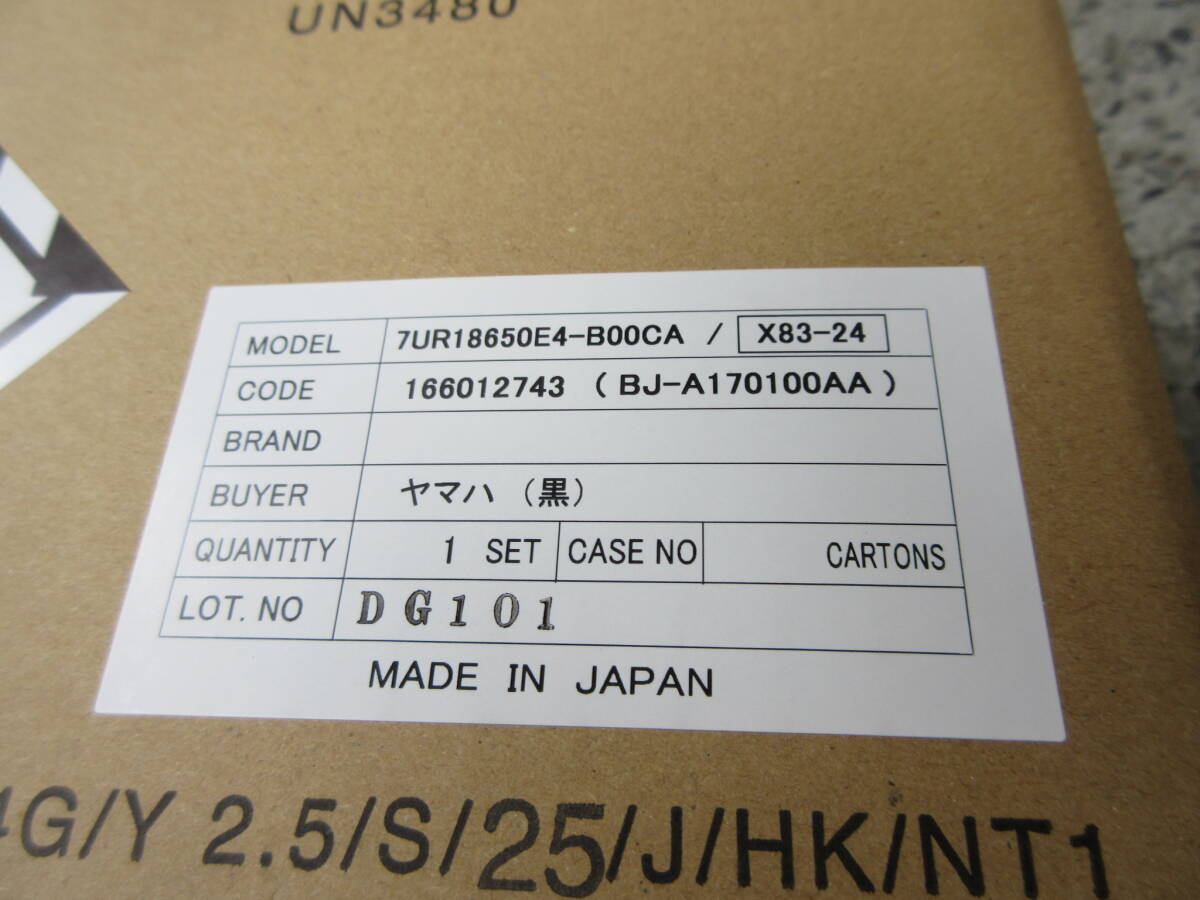 UN3480
MODEL 7UR18650E4-B00CA / X83-24
CODE 166012743 ( BJ-A170100AA )
BRAND
BUYER ヤマハ (黒)
QUANTITY 1 SET CASE NO CARTONS
LOT. NO DG101
MADE IN JAPAN
4G/Y 2.5/S/25/J/HK/NT1